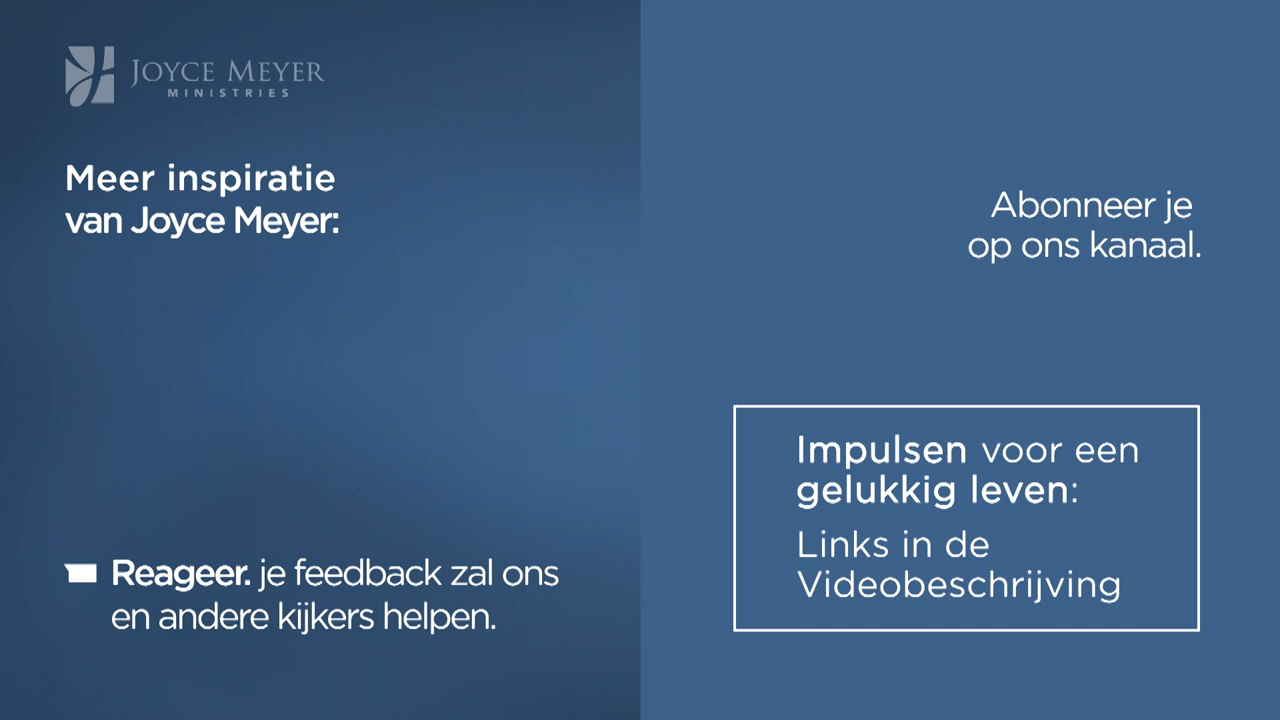 JOYCE MEYER
MINISTRIES
Meer inspiratie
van Joyce Meyer:
Abonneer je
op ons kanaal.
Impulsen voor een
gelukkig leven:
Links in de
Videobeschrijving
Reageer. je feedback zal ons
en andere kijkers helpen.